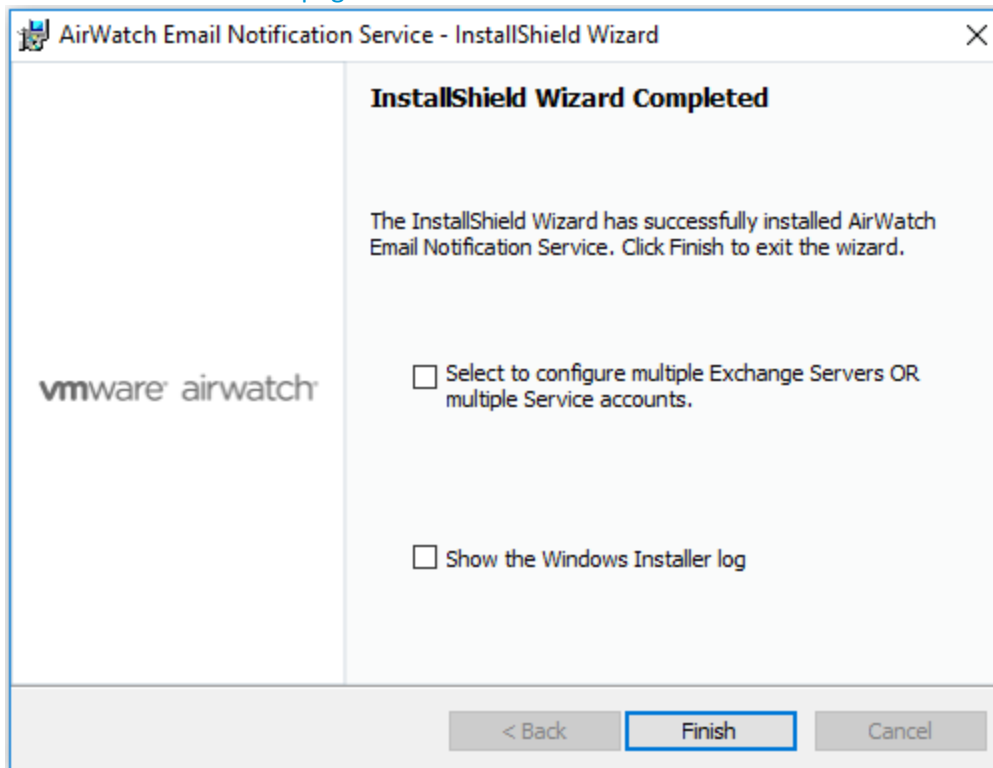 AirWatch Email Notification Service - InstallShield Wizard
InstallShield Wizard Completed
The InstallShield Wizard has successfully installed AirWatch
Email Notification Service. Click Finish to exit the wizard.
vmware airwatch
Select to configure multiple Exchange Servers OR
multiple Service accounts.
Show the Windows Installer log
< Back
Finish
Cancel